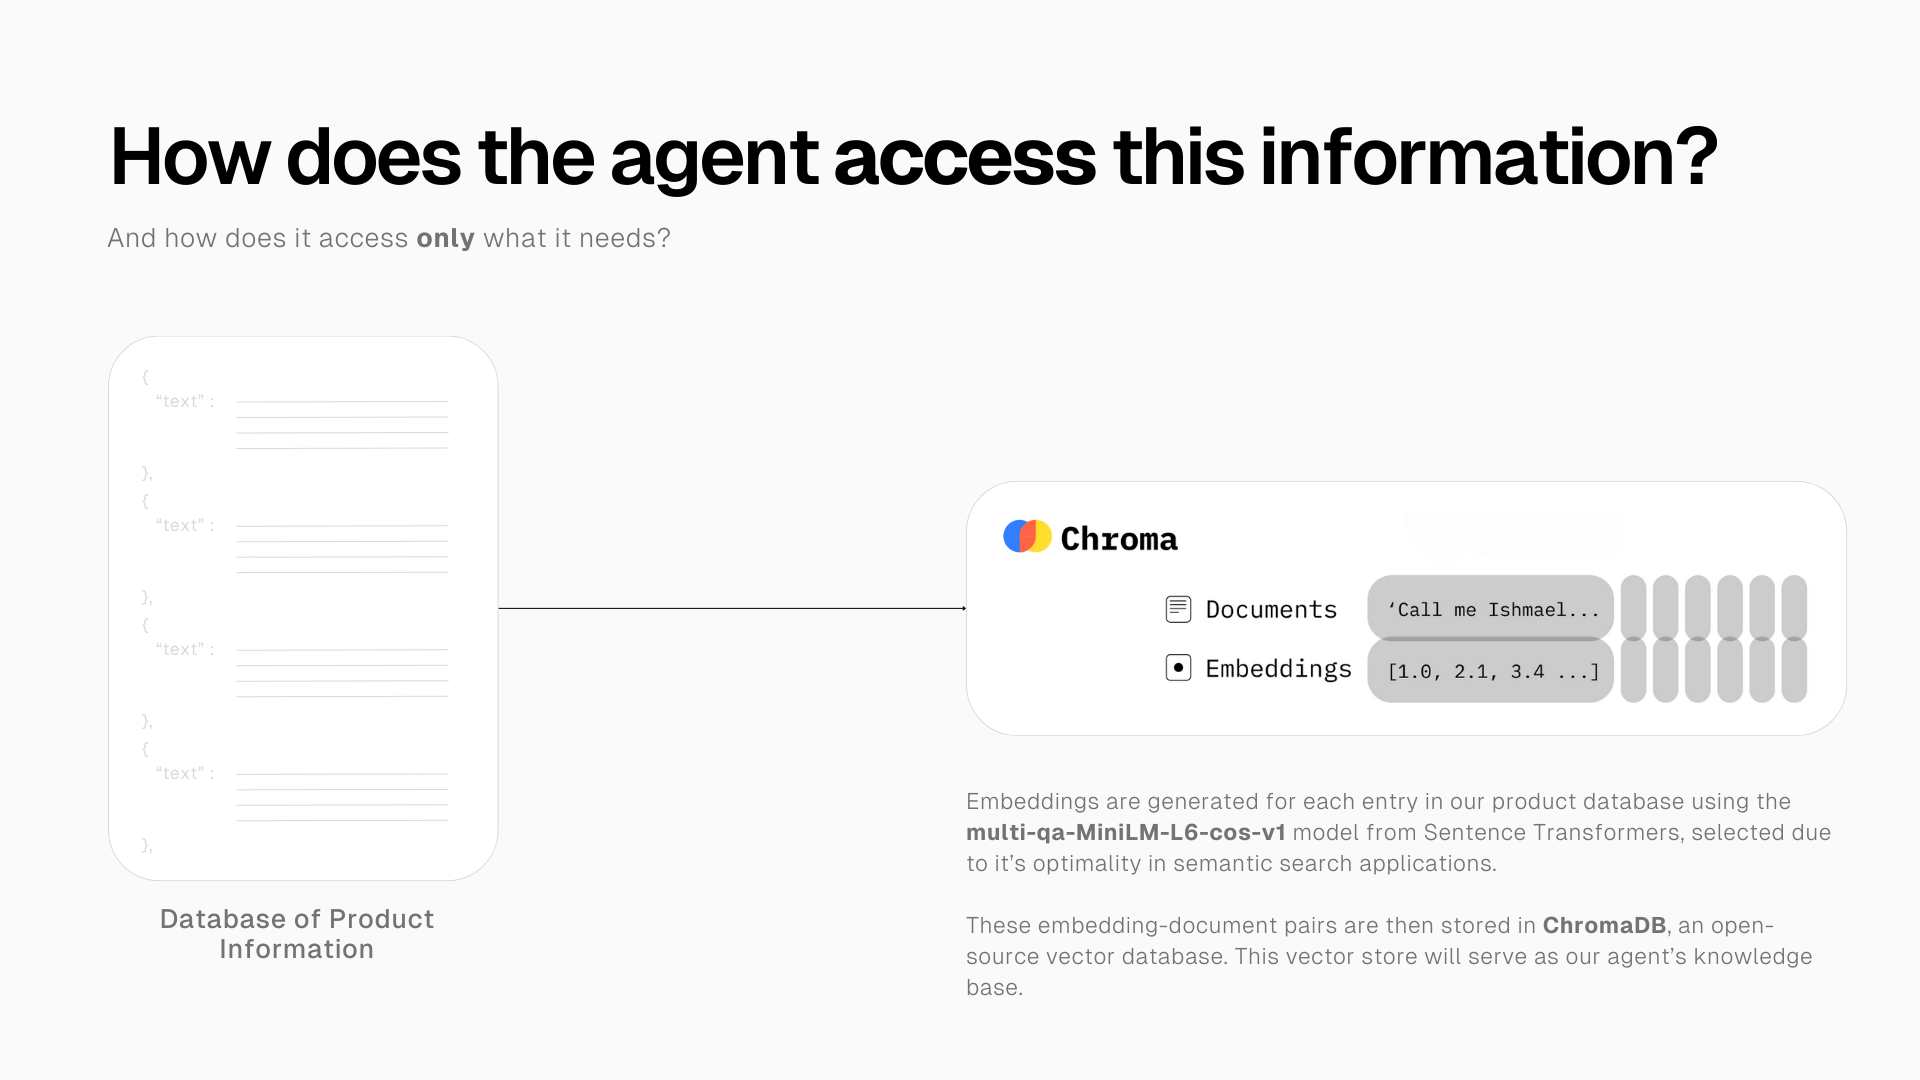 How does the agent access this information?
And how does it access only what it needs?
{
“text” :
},
{
“text” :
},
{
“text” :
},
{
“text” :
},
Database of Product
Information
Chroma
Documents
‘Call me Ishmael...
Embeddings
[1.0, 2.1, 3.4 ...]
Embeddings are generated for each entry in our product database using the
multi-qa-MiniLM-L6-cos-v1 model from Sentence Transformers, selected due
to it’s optimality in semantic search applications.
These embedding-document pairs are then stored in ChromaDB, an open-
source vector database. This vector store will serve as our agent’s knowledge
base.